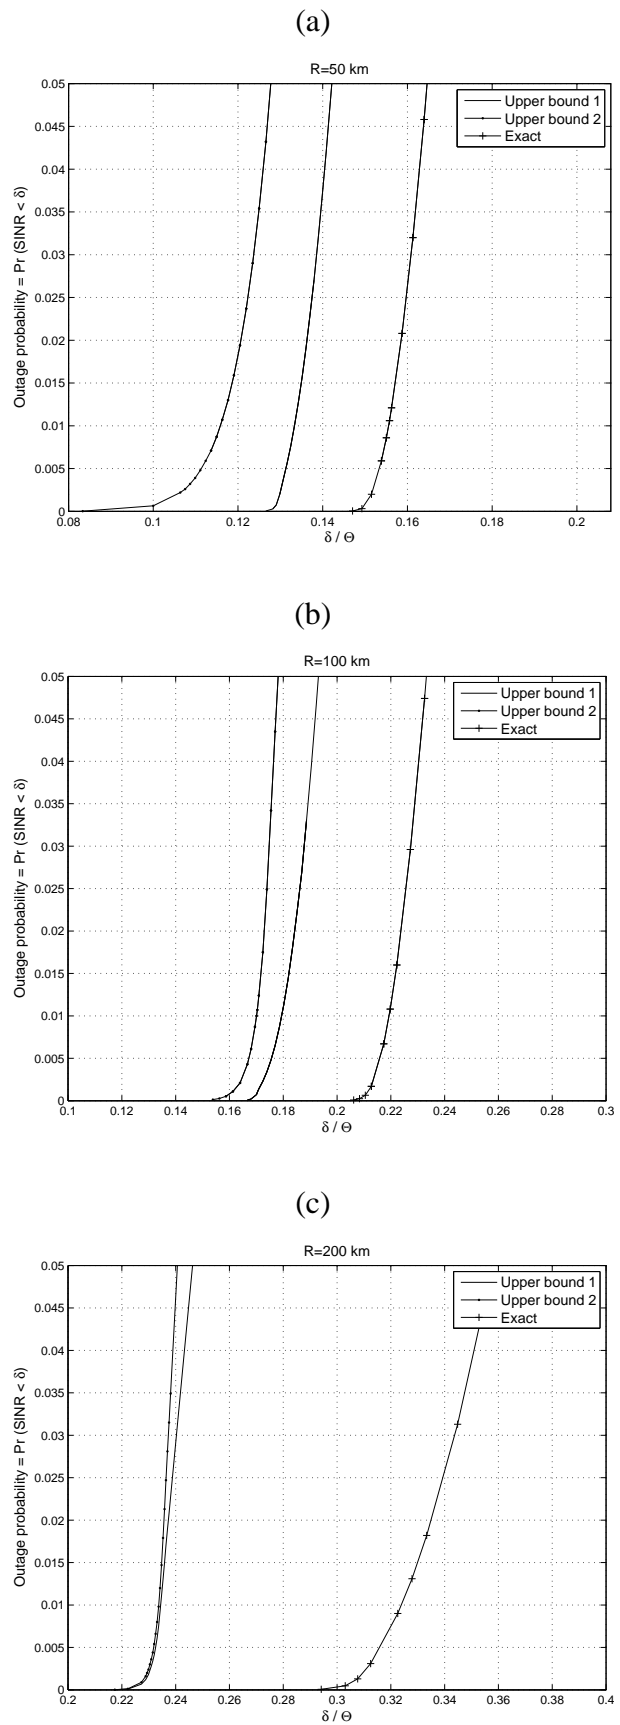 (a)
R=50 km
0.05
0.045
0.04
0.035
0.03
0.025
0.02
0.015
0.01
0.005
0
Outage probability = Pr (SINR < δ)
Upper bound 1
Upper bound 2
Exact
0.08 0.1 0.12 0.14 0.16 0.18 0.2
δ / Θ
(b)
R=100 km
0.05
0.045
0.04
0.035
0.03
0.025
0.02
0.015
0.01
0.005
0
Outage probability = Pr (SINR < δ)
Upper bound 1
Upper bound 2
Exact
0.1 0.12 0.14 0.16 0.18 0.2 0.22 0.24 0.26 0.28 0.3
δ / Θ
(c)
R=200 km
0.05
0.045
0.04
0.035
0.03
0.025
0.02
0.015
0.01
0.005
0
Outage probability = Pr (SINR < δ)
Upper bound 1
Upper bound 2
Exact
0.2 0.22 0.24 0.26 0.28 0.3 0.32 0.34 0.36 0.38 0.4
δ / Θ